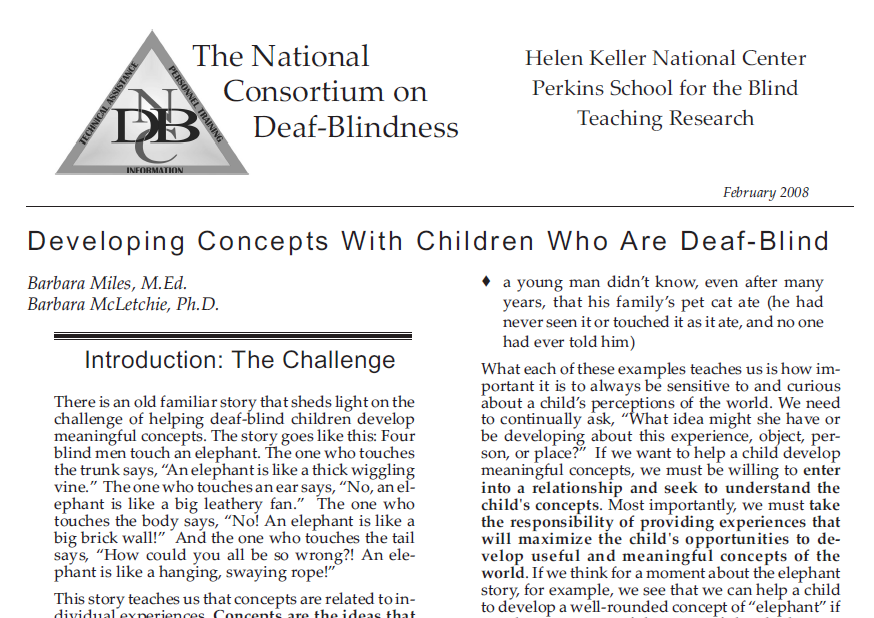 The National
Consortium on
Deaf-Blindness
TECHNICAL ASSISTANCE
PERSONNEL TRAINING
NCDB
INFORMATION
Helen Keller National Center
Perkins School for the Blind
Teaching Research
February 2008
Developing Concepts With Children Who Are Deaf-Blind
Barbara Miles, M.Ed.
Barbara McLetchie, Ph.D.
Introduction: The Challenge
There is an old familiar story that sheds light on the
challenge of helping deaf-blind children develop
meaningful concepts. The story goes like this: Four
blind men touch an elephant. The one who touches
the trunk says, “An elephant is like a thick wiggling
vine.” The one who touches an ear says, “No, an el-
ephant is like a big leathery fan.” The one who
touches the body says, “No! An elephant is like a
big brick wall!” And the one who touches the tail
says, “How could you all be so wrong?! An ele-
phant is like a hanging, swaying rope!”
This story teaches us that concepts are related to in-
dividual experiences. Concepts are the ideas that
♦ a young man didn’t know, even after many
years, that his family’s pet cat ate (he had
never seen it or touched it as it ate, and no one
had ever told him)
What each of these examples teaches us is how im-
portant it is to always be sensitive to and curious
about a child’s perceptions of the world. We need
to continually ask, “What idea might she have or
be developing about this experience, object, per-
son, or place?” If we want to help a child develop
meaningful concepts, we must be willing to enter
into a relationship and seek to understand the
child's concepts. Most importantly, we must take
the responsibility of providing experiences that
will maximize the child's opportunities to de-
velop useful and meaningful concepts of the
world. If we think for a moment about the elephant
story, for example, we see that we can help a child
to develop a well-rounded concept of “elephant” if